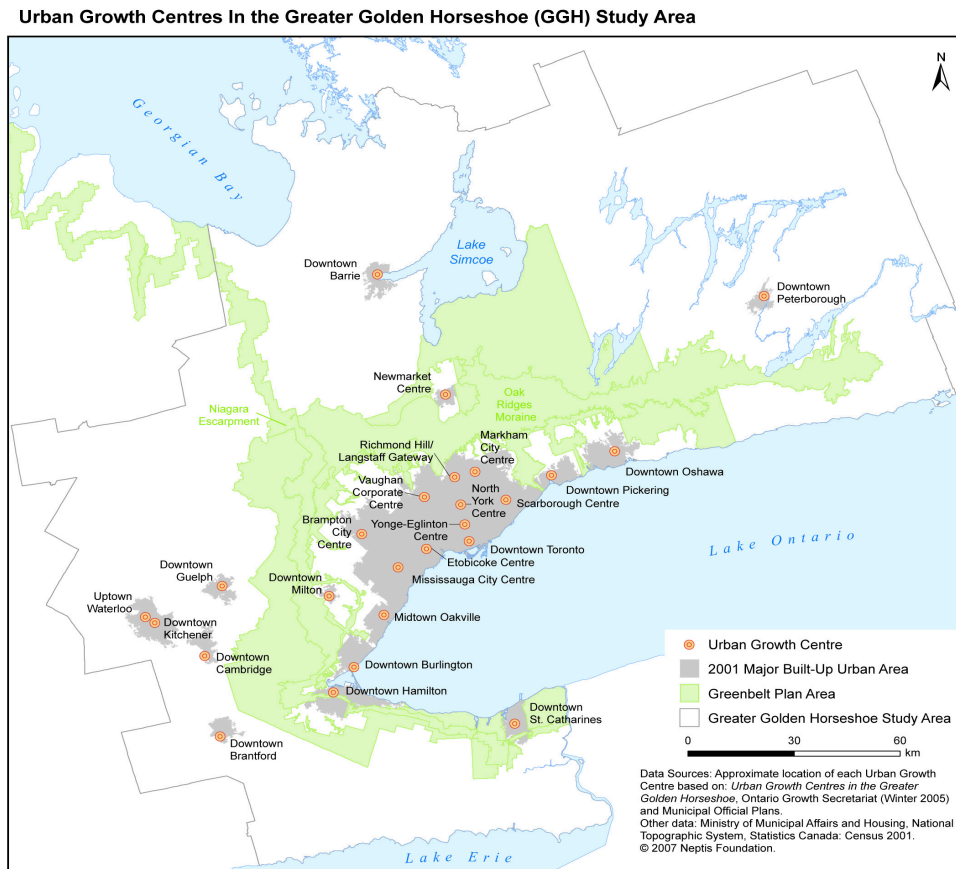 Urban Growth Centres In the Greater Golden Horseshoe (GGH) Study Area
N
Georgian Bay
Lake
Simcoe
Downtown
Barrie
Downtown
Peterborough
Newmarket
Centre
Oak
Ridges
Moraine
Niagara
Escarpment
Richmond Hill/
Langstaff Gateway
Markham
City
Centre
Downtown Oshawa
Vaughan
Corporate
Centre
North
York
Centre
Downtown Pickering
Scarborough Centre
Brampton
City
Centre
Yonge-Eglinton
Centre
Downtown Toronto
Etobicoke Centre
Lake Ontario
Downtown
Guelph
Downtown
Milton
Mississauga City Centre
Uptown
Waterloo
Downtown
Kitchener
Midtown Oakville
Downtown
Cambridge
Downtown Burlington
Downtown Hamilton
Downtown
St. Catharines
Downtown
Brantford
Lake Erie
Urban Growth Centre
2001 Major Built-Up Urban Area
Greenbelt Plan Area
Greater Golden Horseshoe Study Area
0 30 60
km
Data Sources: Approximate location of each Urban Growth
Centre based on: Urban Growth Centres in the Greater
Golden Horseshoe, Ontario Growth Secretariat (Winter 2005)
and Municipal Official Plans.
Other data: Ministry of Municipal Affairs and Housing, National
Topographic System, Statistics Canada: Census 2001.
© 2007 Neptis Foundation.